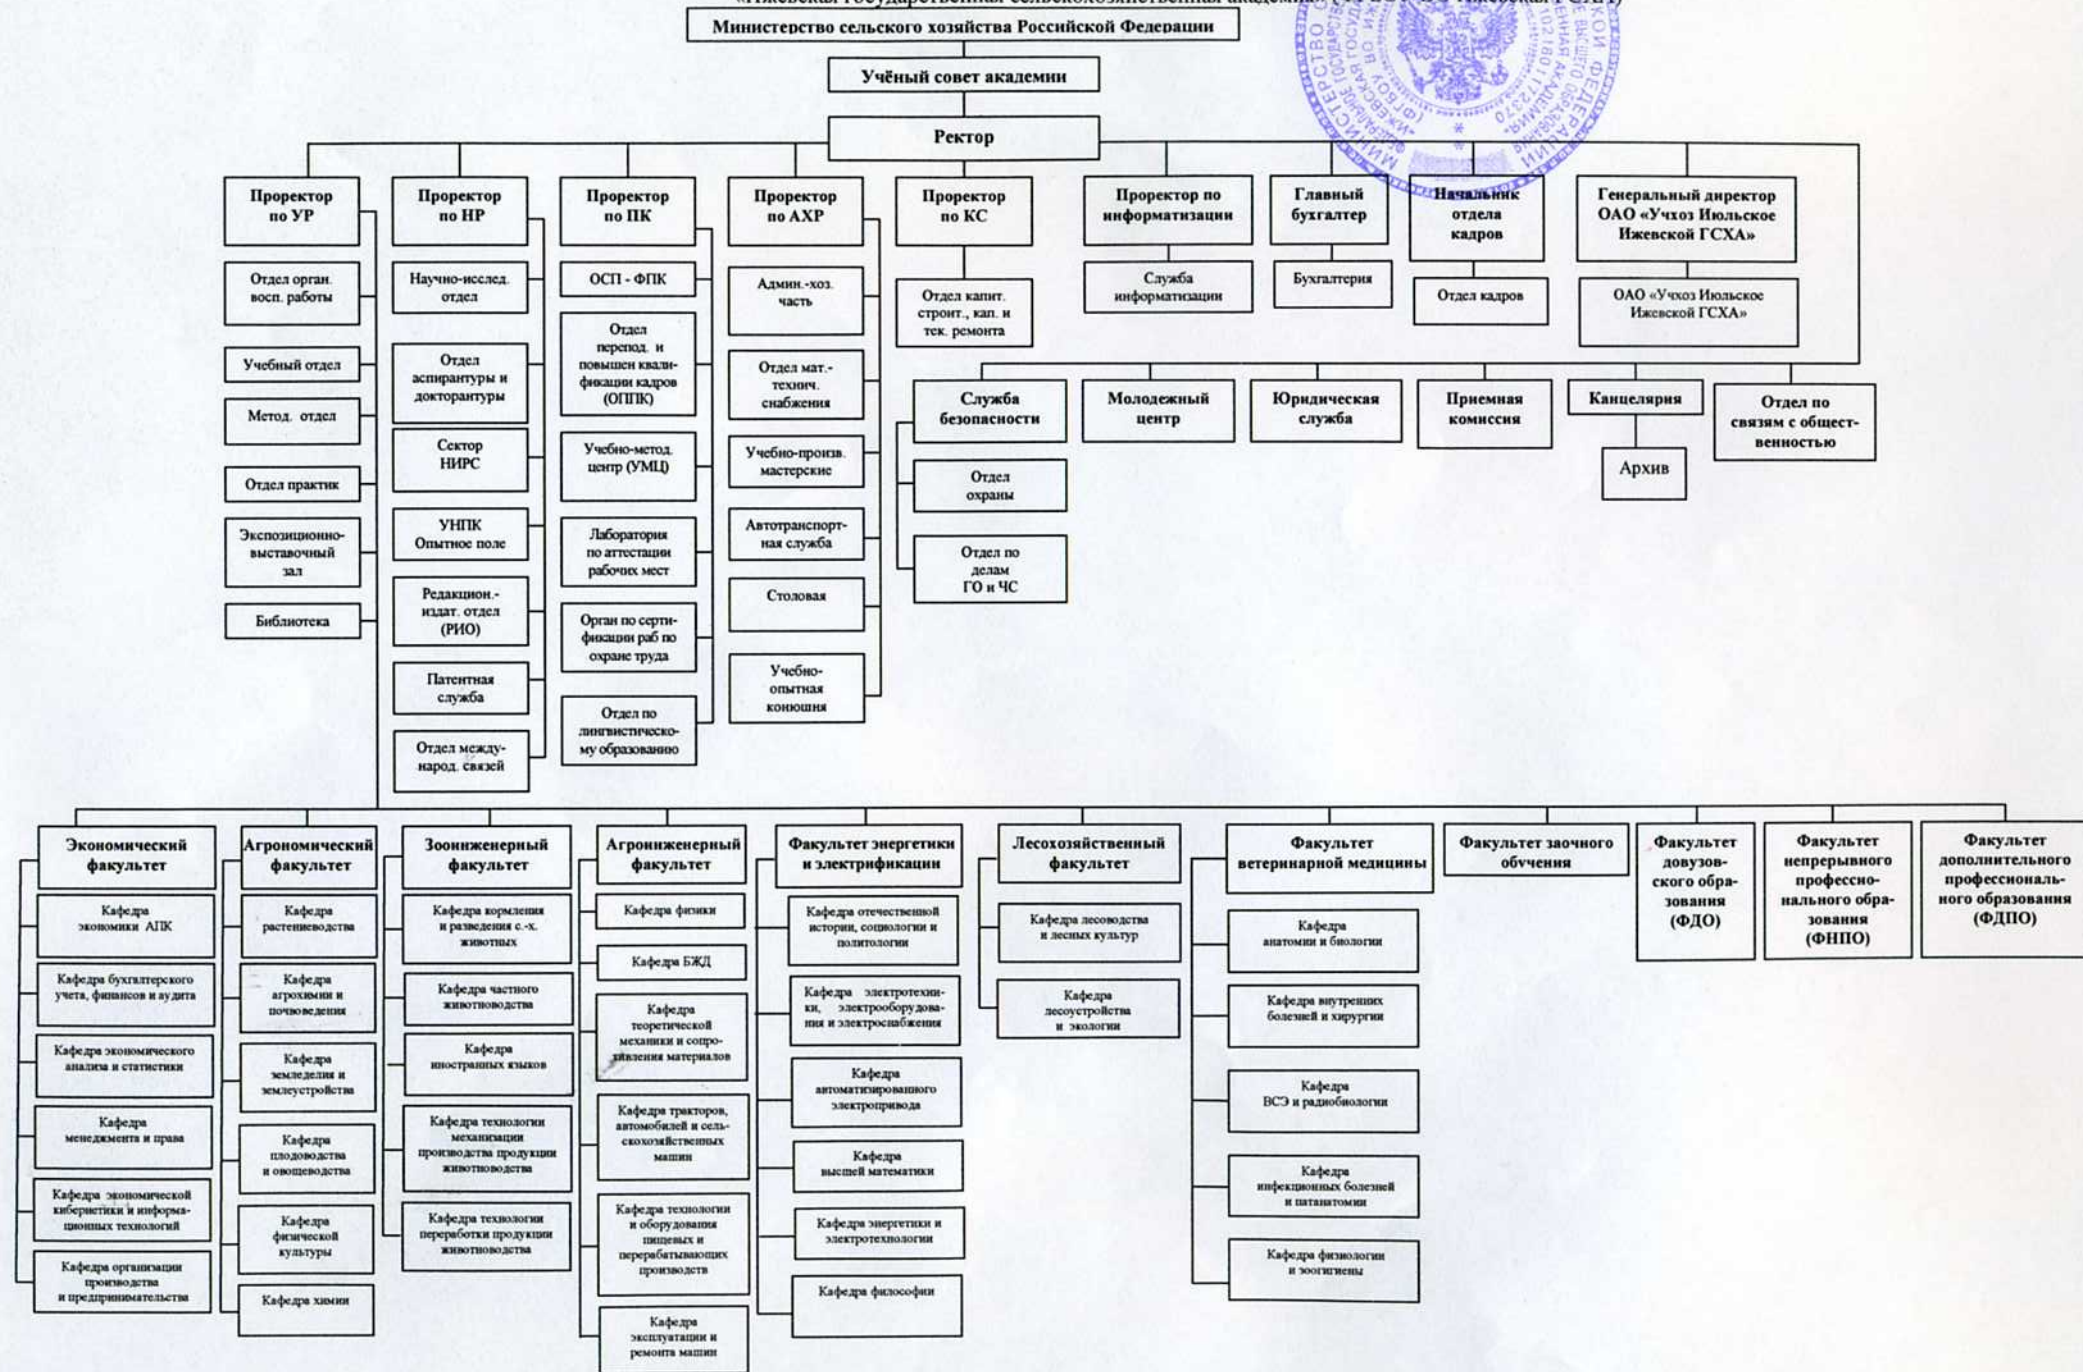 «Ижевская государственная сельскохозяйственная академия» (ФГБОУ ВО Ижевская ГСХА)
Министерство сельского хозяйства Российской Федерации
Учёный совет академии
Ректор
Проректор
по УР
Проректор
по НР
Проректор
по ПК
Проректор
по АХР
Проректор
по КС
Проректор по
информатизации
Главный
бухгалтер
Начальник
отдела
кадров
Генеральный директор
ОАО «Учхоз Июльское
Ижевской ГСХА»
Отдел орган.
восп. работы
Учебный отдел
Метод. отдел
Отдел практик
Экспозиционно-
выставочный
зал
Библиотека
Научно-исслед.
отдел
Отдел
аспирантуры и
докторантуры
Сектор
НИРС
УНПК
Опытное поле
Редакцион.-
издат. отдел
(РИО)
Патентная
служба
Отдел между-
народ. связей
ОСП - ФПК
Отдел
перепод. и
повышен квали-
фикации кадров
(ОППК)
Учебно-метод.
центр (УМЦ)
Лаборатория
по аттестации
рабочих мест
Орган по серти-
фикации раб по
охране труда
Отдел по
лингвистическо-
му образованию
Админ.-хоз.
часть
Отдел мат.-
технич.
снабжения
Учебно-произв.
мастерские
Автотранспорт-
ная служба
Столовая
Учебно-
опытная
конюшня
Отдел капит.
строит., кап. и
тек. ремонта
Служба
информатизации
Бухгалтерия
Отдел кадров
ОАО «Учхоз Июльское
Ижевской ГСХА»
Служба
безопасности
Отдел
охраны
Отдел по
делам
ГО и ЧС
Молодежный
центр
Юридическая
служба
Приемная
комиссия
Канцелярия
Архив
Отдел по
связям с общест-
венностью
Экономический
факультет
Кафедра
экономики АПК
Кафедра бухгалтерского
учета, финансов и аудита
Кафедра экономического
анализа и статистики
Кафедра
менеджмента и права
Кафедра экономической
кибернетики и информа-
ционных технологий
Кафедра организации
производства
и предпринимательства
Агрономический
факультет
Кафедра
растениеводства
Кафедра
агрохимии и
почвоведения
Кафедра
земледелия и
землеустройства
Кафедра
плодоводства
и овощеводства
Кафедра
физической
культуры
Кафедра химии
Зооинженерный
факультет
Кафедра кормления
и разведения с.-х.
животных
Кафедра частного
животноводства
Кафедра
иностранных языков
Кафедра технологии
механизации
производства продукции
животноводства
Кафедра технологии
переработки продукции
животноводства
Агроинженерный
факультет
Кафедра физики
Кафедра БЖД
Кафедра
теоретической
механики и сопро-
тивления материалов
Кафедра тракторов,
автомобилей и сель-
скохозяйственных
машин
Кафедра технологии
и оборудования
пищевых и
перерабатывающих
производств
Кафедра
эксплуатации и
ремонта машин
Факультет энергетики
и электрификации
Кафедра отечественной
истории, социологии и
политологии
Кафедра электротехни-
ки, электрооборудова-
ния и электроснабжения
Кафедра
автоматизированного
электропривода
Кафедра
высшей математики
Кафедра энергетики и
электротехнологии
Кафедра философии
Лесохозяйственный
факультет
Кафедра лесоводства
и лесных культур
Кафедра
лесоустройства
и экологии
Факультет
ветеринарной медицины
Кафедра
анатомии и биологии
Кафедра внутренних
болезней и хирургии
Кафедра
ВСЭ и радиобиологии
Кафедра
инфекционных болезней
и патанатомии
Кафедра физиологии
и зоогигиены
Факультет заочного
обучения
Факультет
довузов-
ского обра-
зования
(ФДО)
Факультет
непрерывного
профессио-
нального обра-
зования
(ФНПО)
Факультет
дополнительного
профессиональ-
ного образования
(ФДПО)